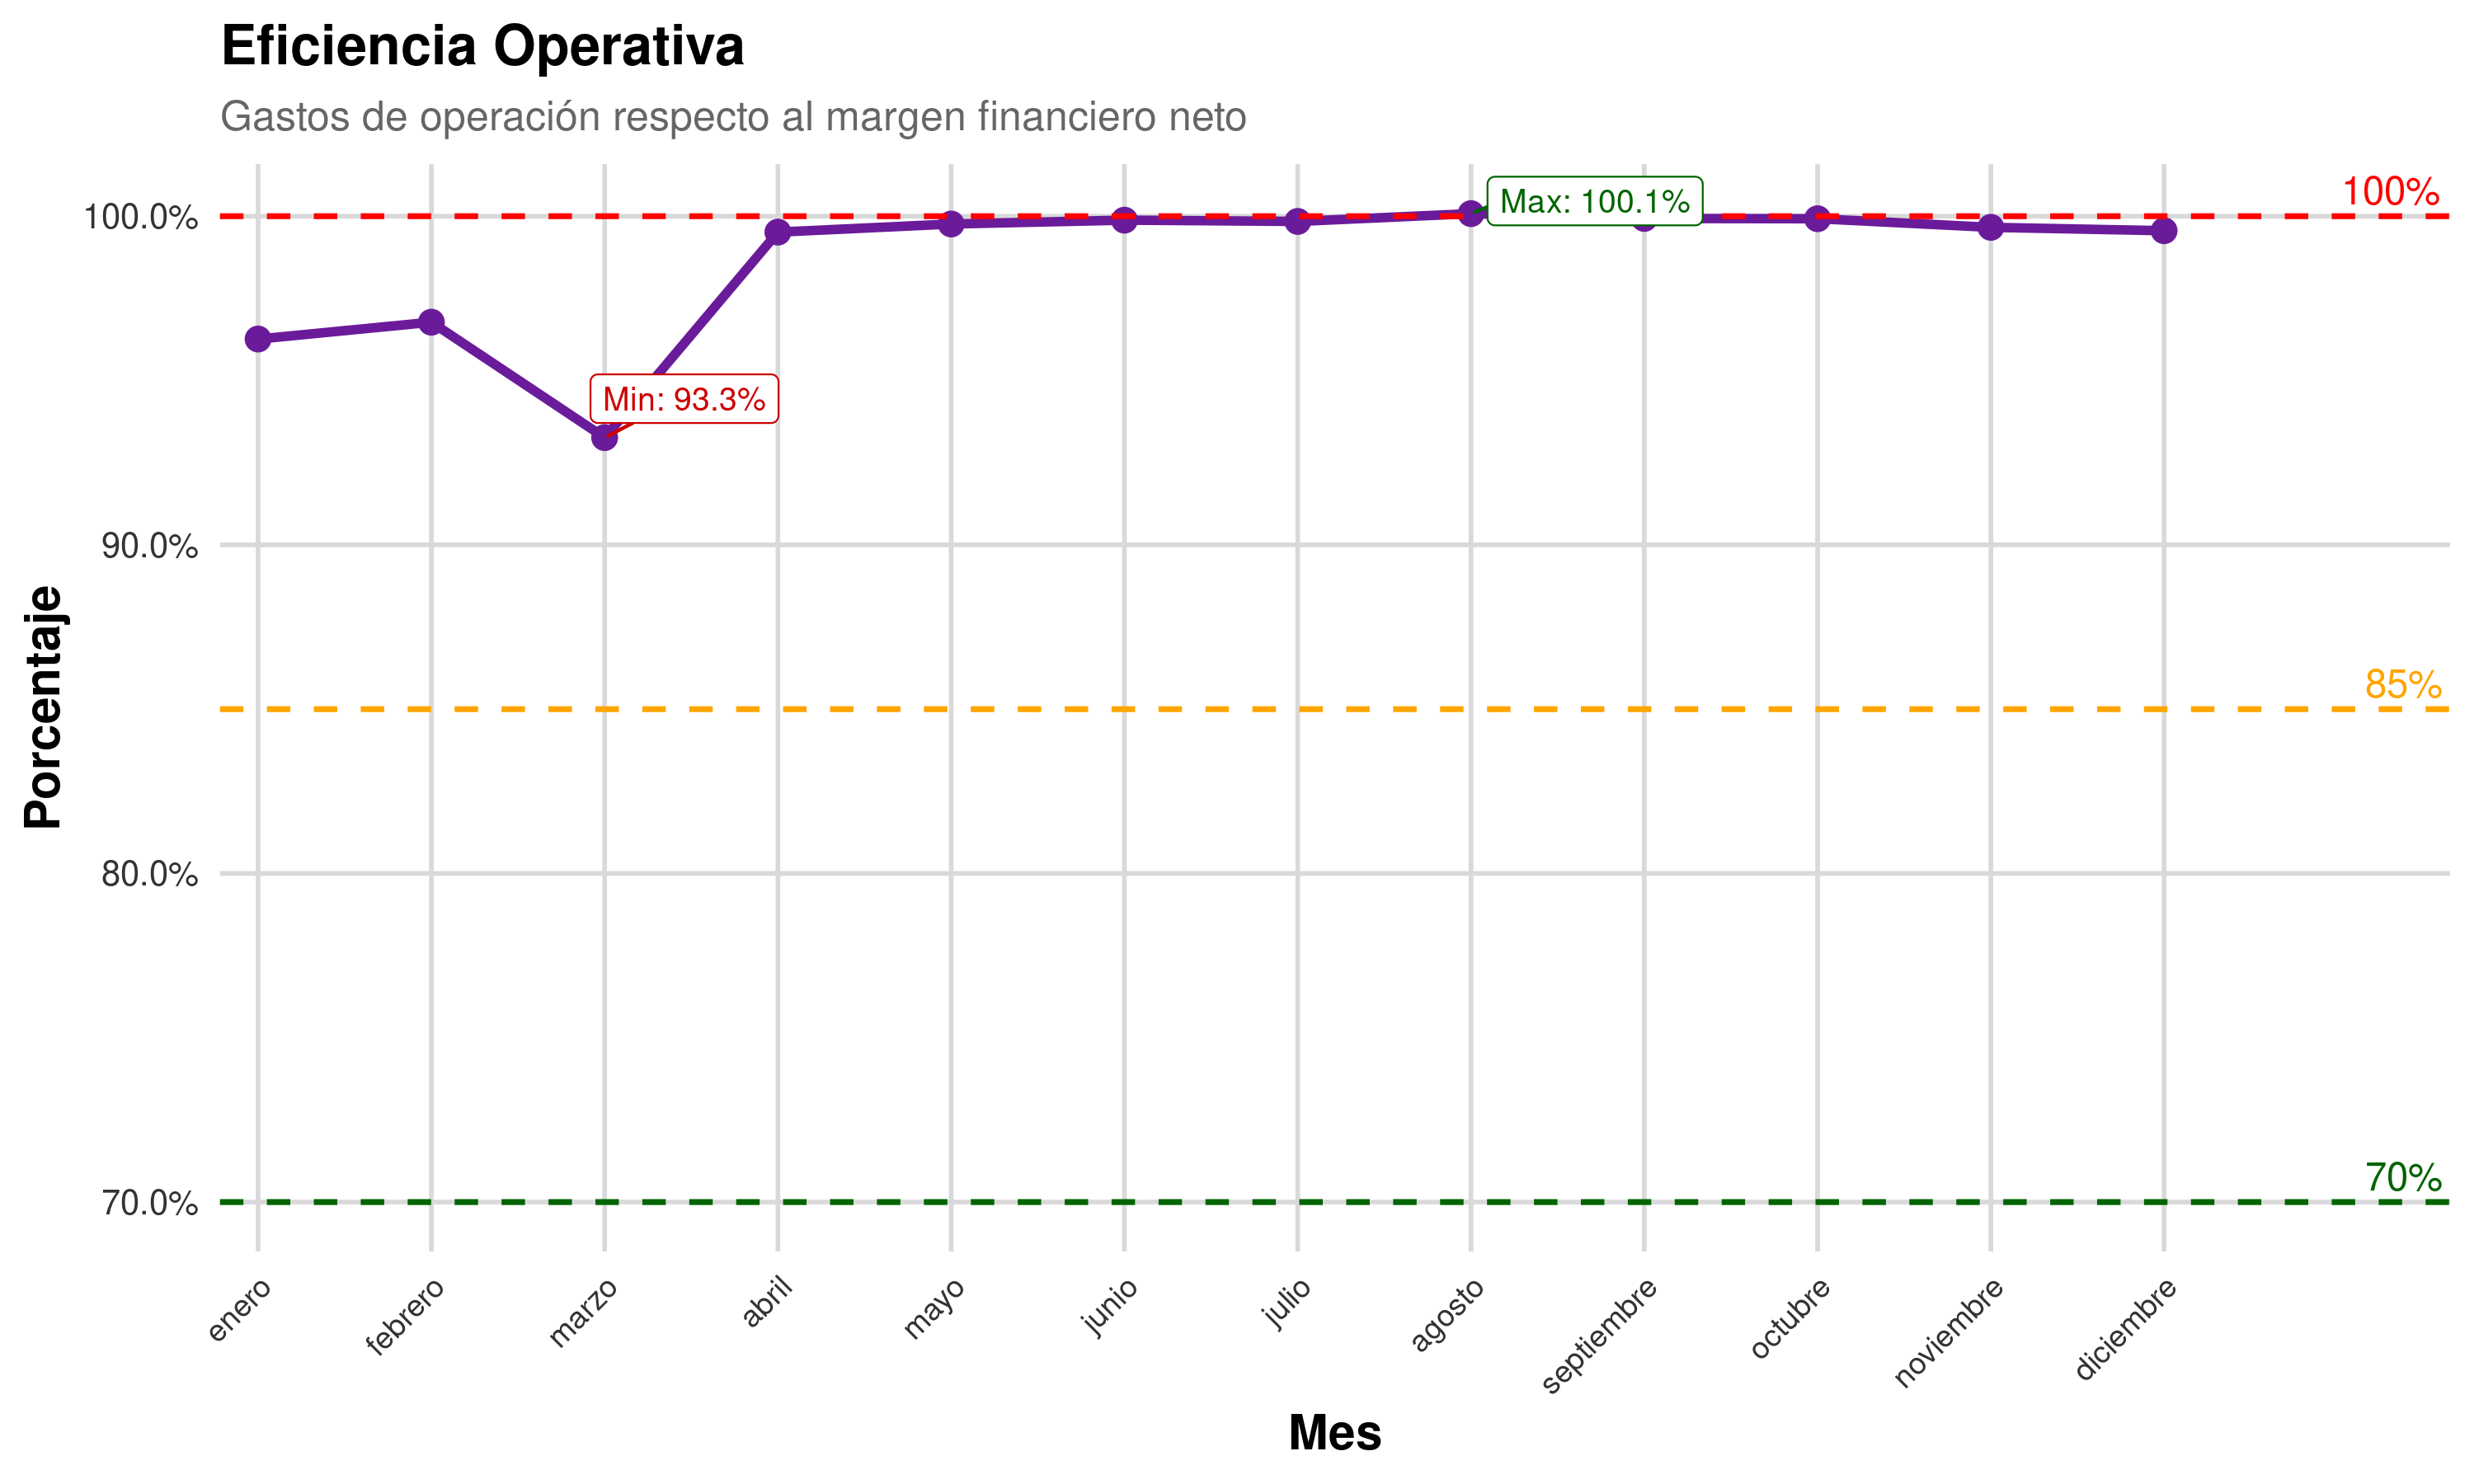 Eficiencia Operativa
Gastos de operación respecto al margen financiero neto
Porcentaje
100.0%
90.0%
80.0%
70.0%
Max: 100.1%
100%
Min: 93.3%
85%
70%
enero
febrero
marzo
abril
mayo
junio
julio
agosto
septiembre
octubre
noviembre
diciembre
Mes